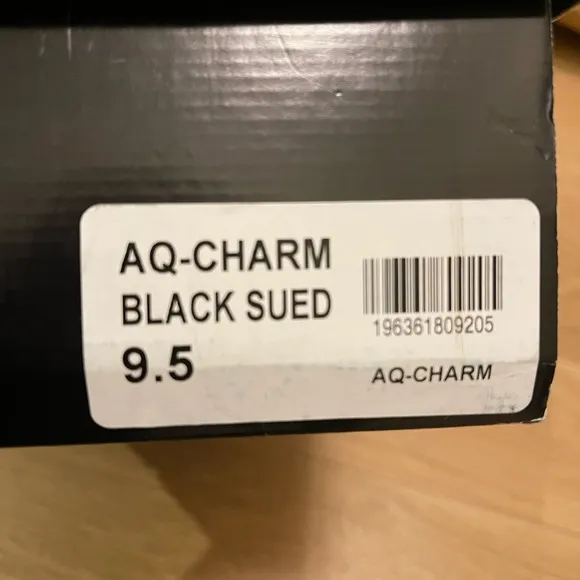 AQ-CHARM
BLACK SUED
9.5
196361809205
AQ-CHARM